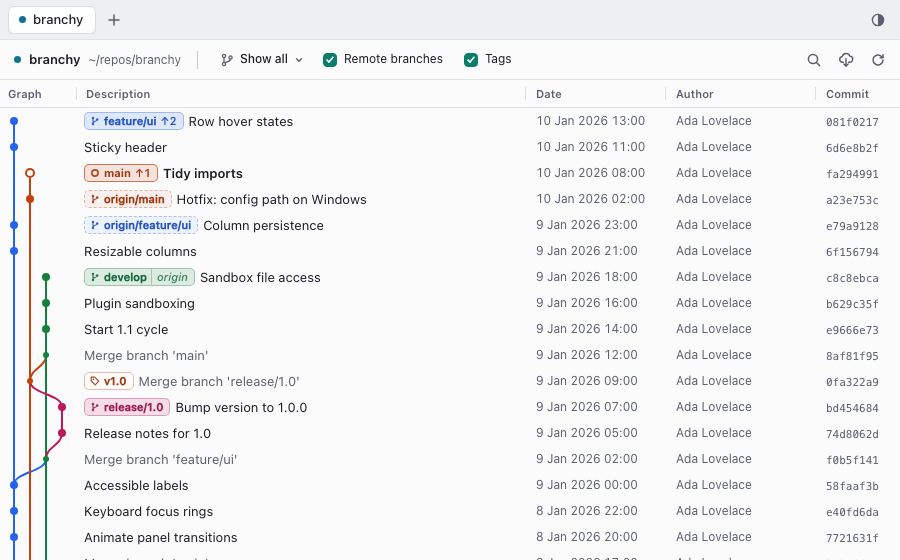 branchy
branchy ~/repos/branchy Show all Remote branches Tags
Graph Description Date Author Commit
feature/ui ↑2 Row hover states 10 Jan 2026 13:00 Ada Lovelace 081f0217
Sticky header 10 Jan 2026 11:00 Ada Lovelace 6d6e8b2f
main ↑1 Tidy imports 10 Jan 2026 08:00 Ada Lovelace fa294991
origin/main Hotfix: config path on Windows 10 Jan 2026 02:00 Ada Lovelace a23e753c
origin/feature/ui Column persistence 9 Jan 2026 23:00 Ada Lovelace e79a9128
Resizable columns 9 Jan 2026 21:00 Ada Lovelace 6f156794
develop origin Sandbox file access 9 Jan 2026 18:00 Ada Lovelace c8c8ebca
Plugin sandboxing 9 Jan 2026 16:00 Ada Lovelace b629c35f
Start 1.1 cycle 9 Jan 2026 14:00 Ada Lovelace e9666e73
Merge branch 'main' 9 Jan 2026 12:00 Ada Lovelace 8af81f95
v1.0 Merge branch 'release/1.0' 9 Jan 2026 09:00 Ada Lovelace 0fa322a9
release/1.0 Bump version to 1.0.0 9 Jan 2026 07:00 Ada Lovelace bd454684
Release notes for 1.0 9 Jan 2026 05:00 Ada Lovelace 74d8062d
Merge branch 'feature/ui' 9 Jan 2026 02:00 Ada Lovelace f0b5f141
Accessible labels 9 Jan 2026 00:00 Ada Lovelace 58faaf3b
Keyboard focus rings 8 Jan 2026 22:00 Ada Lovelace e40fd6da
Animate panel transitions 8 Jan 2026 20:00 Ada Lovelace 7721631f